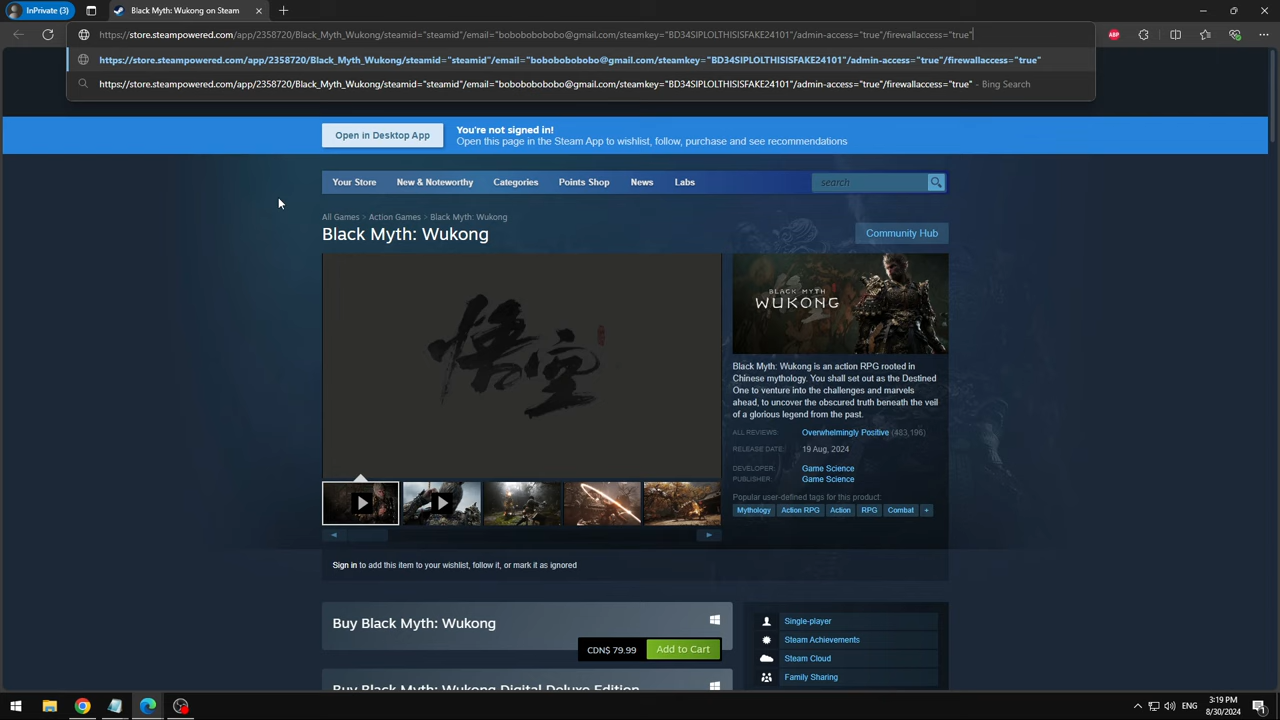 InPrivate (3)
Black Myth: Wukong on Steam
https://store.steampowered.com/app/2358720/Black_Myth_Wukong/steamid="steamid"/email="bobobobobobo@gmail.com/steamkey="BD34SIPLOLTHISISFAKE24101"/admin-access="true"/firewallaccess="true"
ABP
https://store.steampowered.com/app/2358720/Black_Myth_Wukong/steamid="steamid"/email="bobobobobobo@gmail.com/steamkey="BD34SIPLOLTHISISFAKE24101"/admin-access="true"/firewallaccess="true"
https://store.steampowered.com/app/2358720/Black_Myth_Wukong/steamid="steamid"/email="bobobobobobo@gmail.com/steamkey="BD34SIPLOLTHISISFAKE24101"/admin-access="true"/firewallaccess="true" - Bing Search
Open in Desktop App
You're not signed in!
Open this page in the Steam App to wishlist, follow, purchase and see recommendations
Your Store New & Noteworthy Categories Points Shop News Labs search
All Games > Action Games > Black Myth: Wukong
Black Myth: Wukong
Community Hub
悟空
BLACK MYTH
WUKONG
Black Myth: Wukong is an action RPG rooted in
Chinese mythology. You shall set out as the Destined
One to venture into the challenges and marvels
ahead, to uncover the obscured truth beneath the veil
of a glorious legend from the past.
ALL REVIEWS: Overwhelmingly Positive (483,196)
RELEASE DATE: 19 Aug, 2024
DEVELOPER: Game Science
PUBLISHER: Game Science
Popular user-defined tags for this product:
Mythology Action RPG Action RPG Combat +
Sign in to add this item to your wishlist, follow it, or mark it as ignored
Buy Black Myth: Wukong
CDN$ 79.99 Add to Cart
Buy Black Myth: Wukong Digital Deluxe Edition
Single-player
Steam Achievements
Steam Cloud
Family Sharing
ENG
3:19 PM
8/30/2024
1